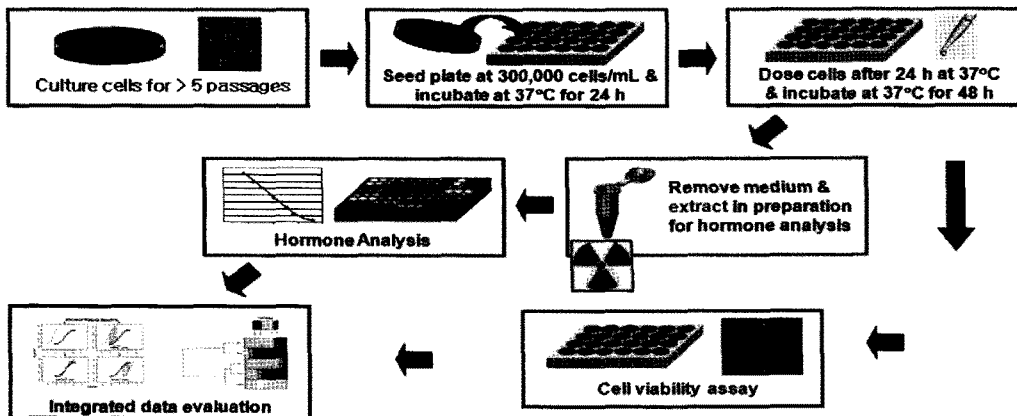 Culture cells for > 5 passages
Seed plate at 300,000 cells/mL &
incubate at 37°C for 24 h
Dose cells after 24 h at 37°C
& incubate at 37°C for 48 h
Remove medium &
extract in preparation
for hormone analysis
Hormone Analysis
Cell viability assay
Integrated data evaluation